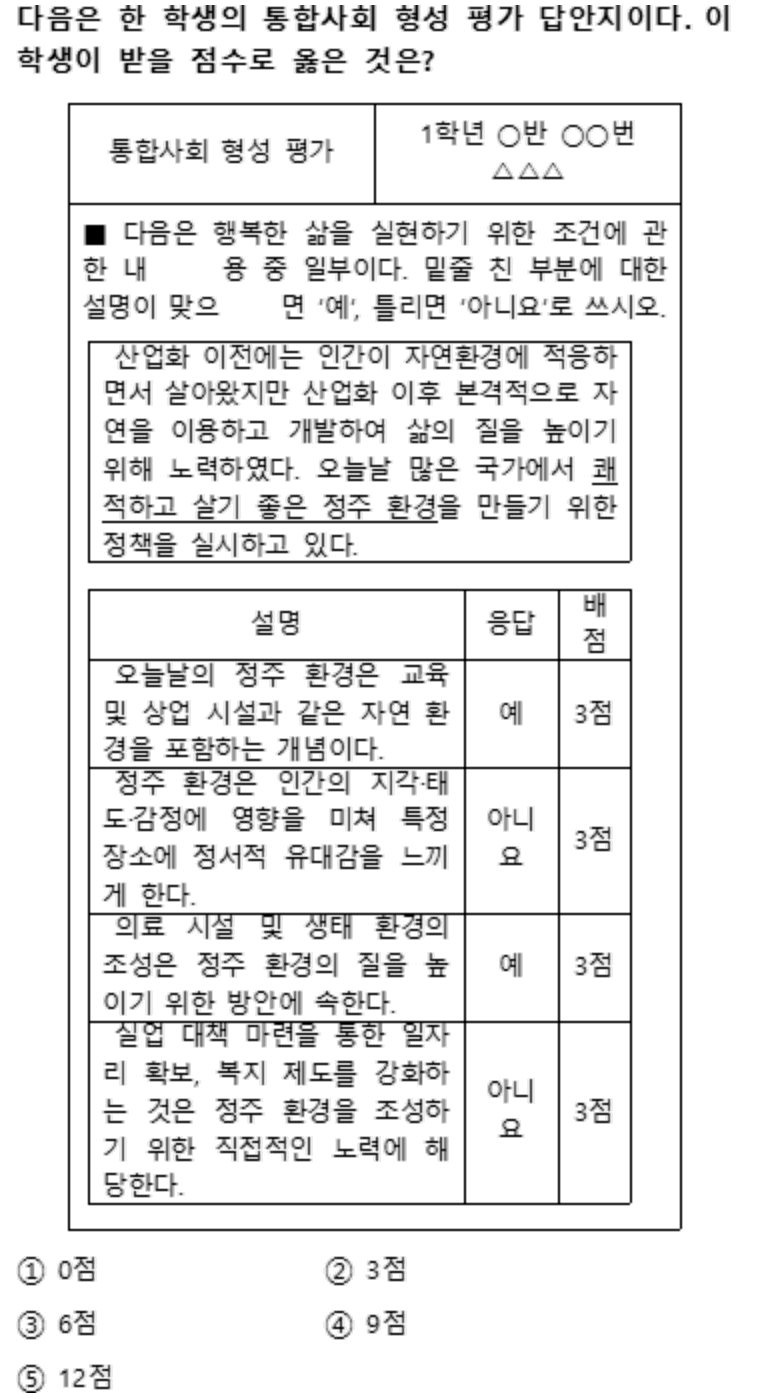 다음은 한 학생의 통합사회 형성 평가 답안지이다. 이
학생이 받을 점수로 옳은 것은?
통합사회 형성 평가
1학년 ○반 ○○번
△△△
■ 다음은 행복한 삶을 실현하기 위한 조건에 관
한 내 용 중 일부이다. 밑줄 친 부분에 대한
설명이 맞으 면 ‘예’, 틀리면 ‘아니요’로 쓰시오.
산업화 이전에는 인간이 자연환경에 적응하
면서 살아왔지만 산업화 이후 본격적으로 자
연을 이용하고 개발하여 삶의 질을 높이기
위해 노력하였다. 오늘날 많은 국가에서 쾌
적하고 살기 좋은 정주 환경을 만들기 위한
정책을 실시하고 있다.
설명
응답
배
점
오늘날의 정주 환경은 교육
및 상업 시설과 같은 자연 환
경을 포함하는 개념이다.
예
3점
정주 환경은 인간의 지각·태
도·감정에 영향을 미쳐 특정
장소에 정서적 유대감을 느끼
게 한다.
아니
요
3점
의료 시설 및 생태 환경의
조성은 정주 환경의 질을 높
이기 위한 방안에 속한다.
예
3점
실업 대책 마련을 통한 일자
리 확보, 복지 제도를 강화하
는 것은 정주 환경을 조성하
기 위한 직접적인 노력에 해
당한다.
아니
요
3점
① 0점
② 3점
③ 6점
④ 9점
⑤ 12점